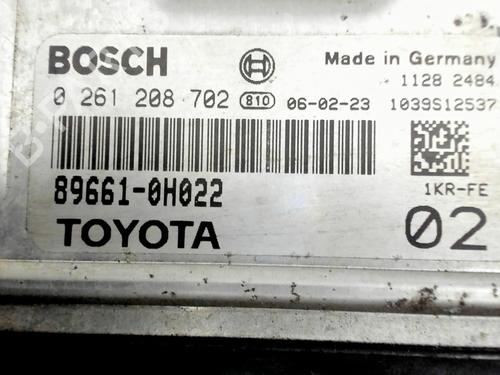 BOSCH Made in Germany
1128 2484
0 261 208 702 810 06-02-23 1039S12537
89661-0H022 1KR-FE
TOYOTA 02